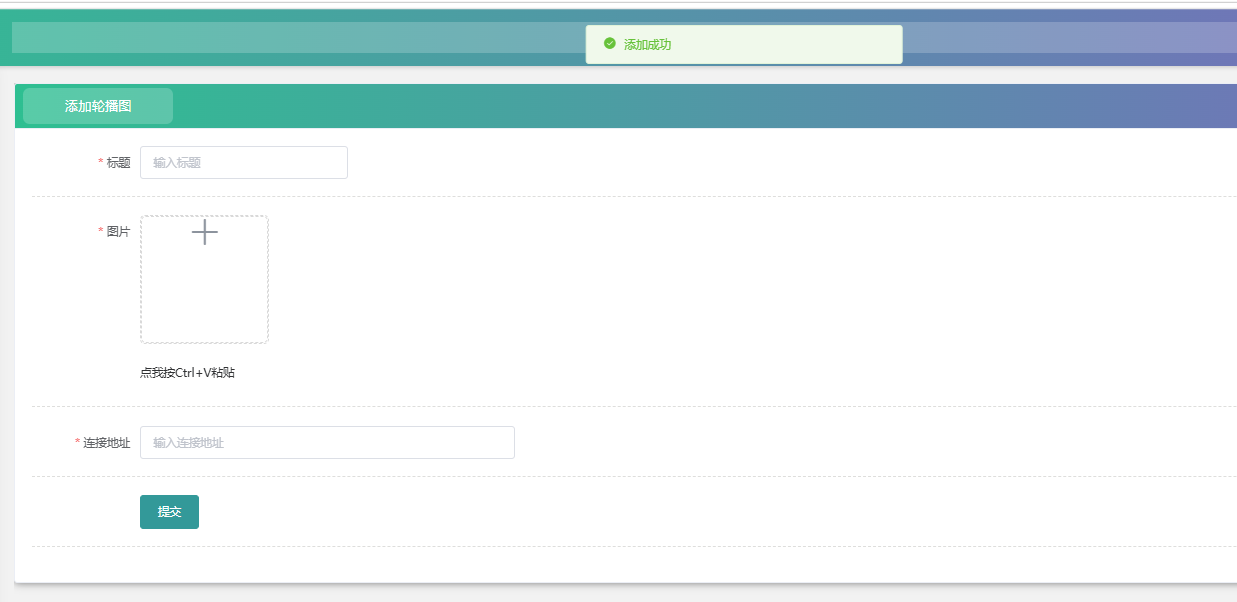 添加成功
添加轮播图
* 标题 输入标题
* 图片
点我按Ctrl+V粘贴
* 连接地址 输入连接地址
提交